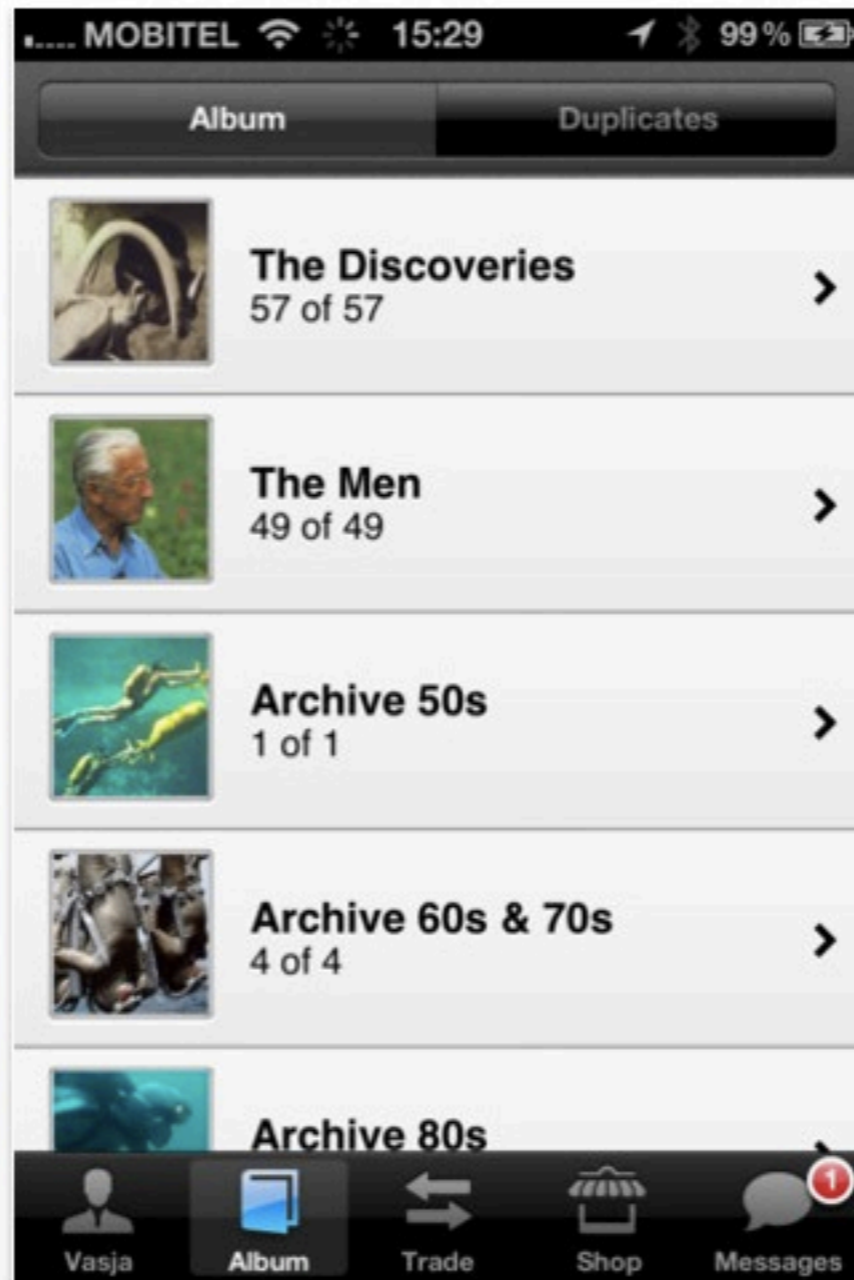 MOBITEL 15:29 99%
Album Duplicates
The Discoveries
57 of 57
The Men
49 of 49
Archive 50s
1 of 1
Archive 60s & 70s
4 of 4
Archive 80s
1
Vasja Album Trade Shop Messages